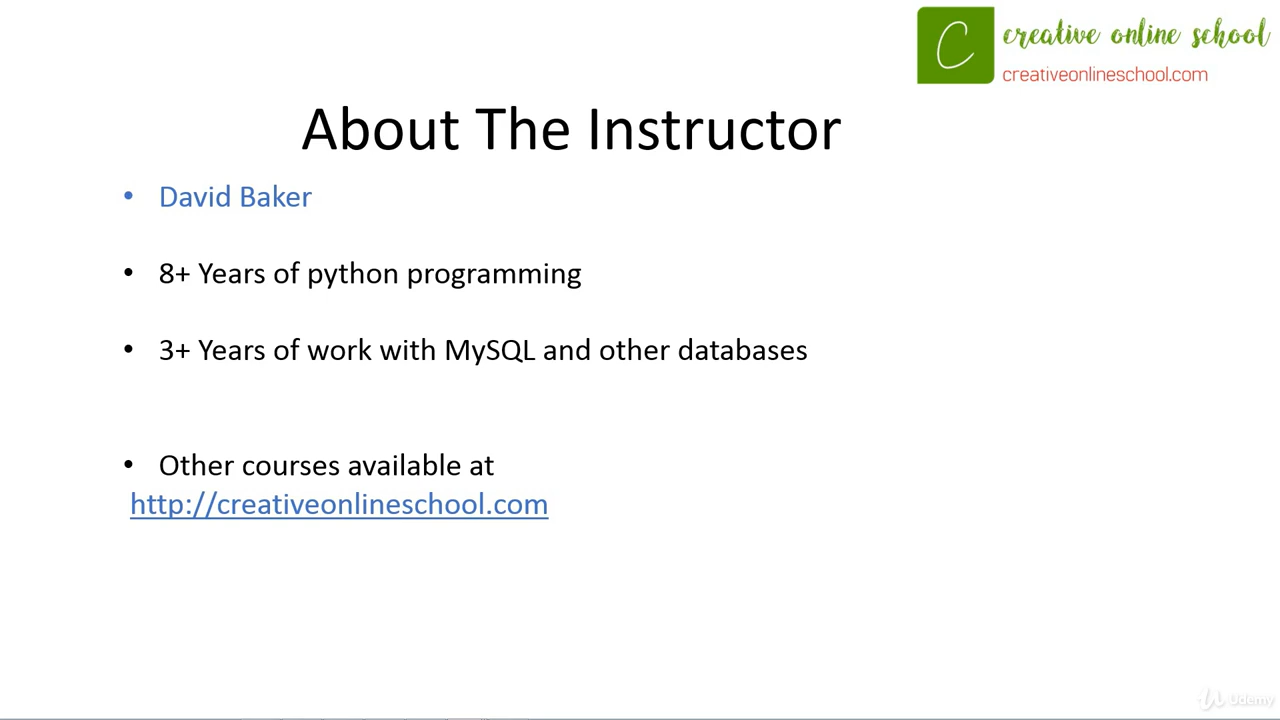 C creative online school
creativeonlineschool.com
About The Instructor
• David Baker
• 8+ Years of python programming
• 3+ Years of work with MySQL and other databases
• Other courses available at
http://creativeonlineschool.com
Udemy